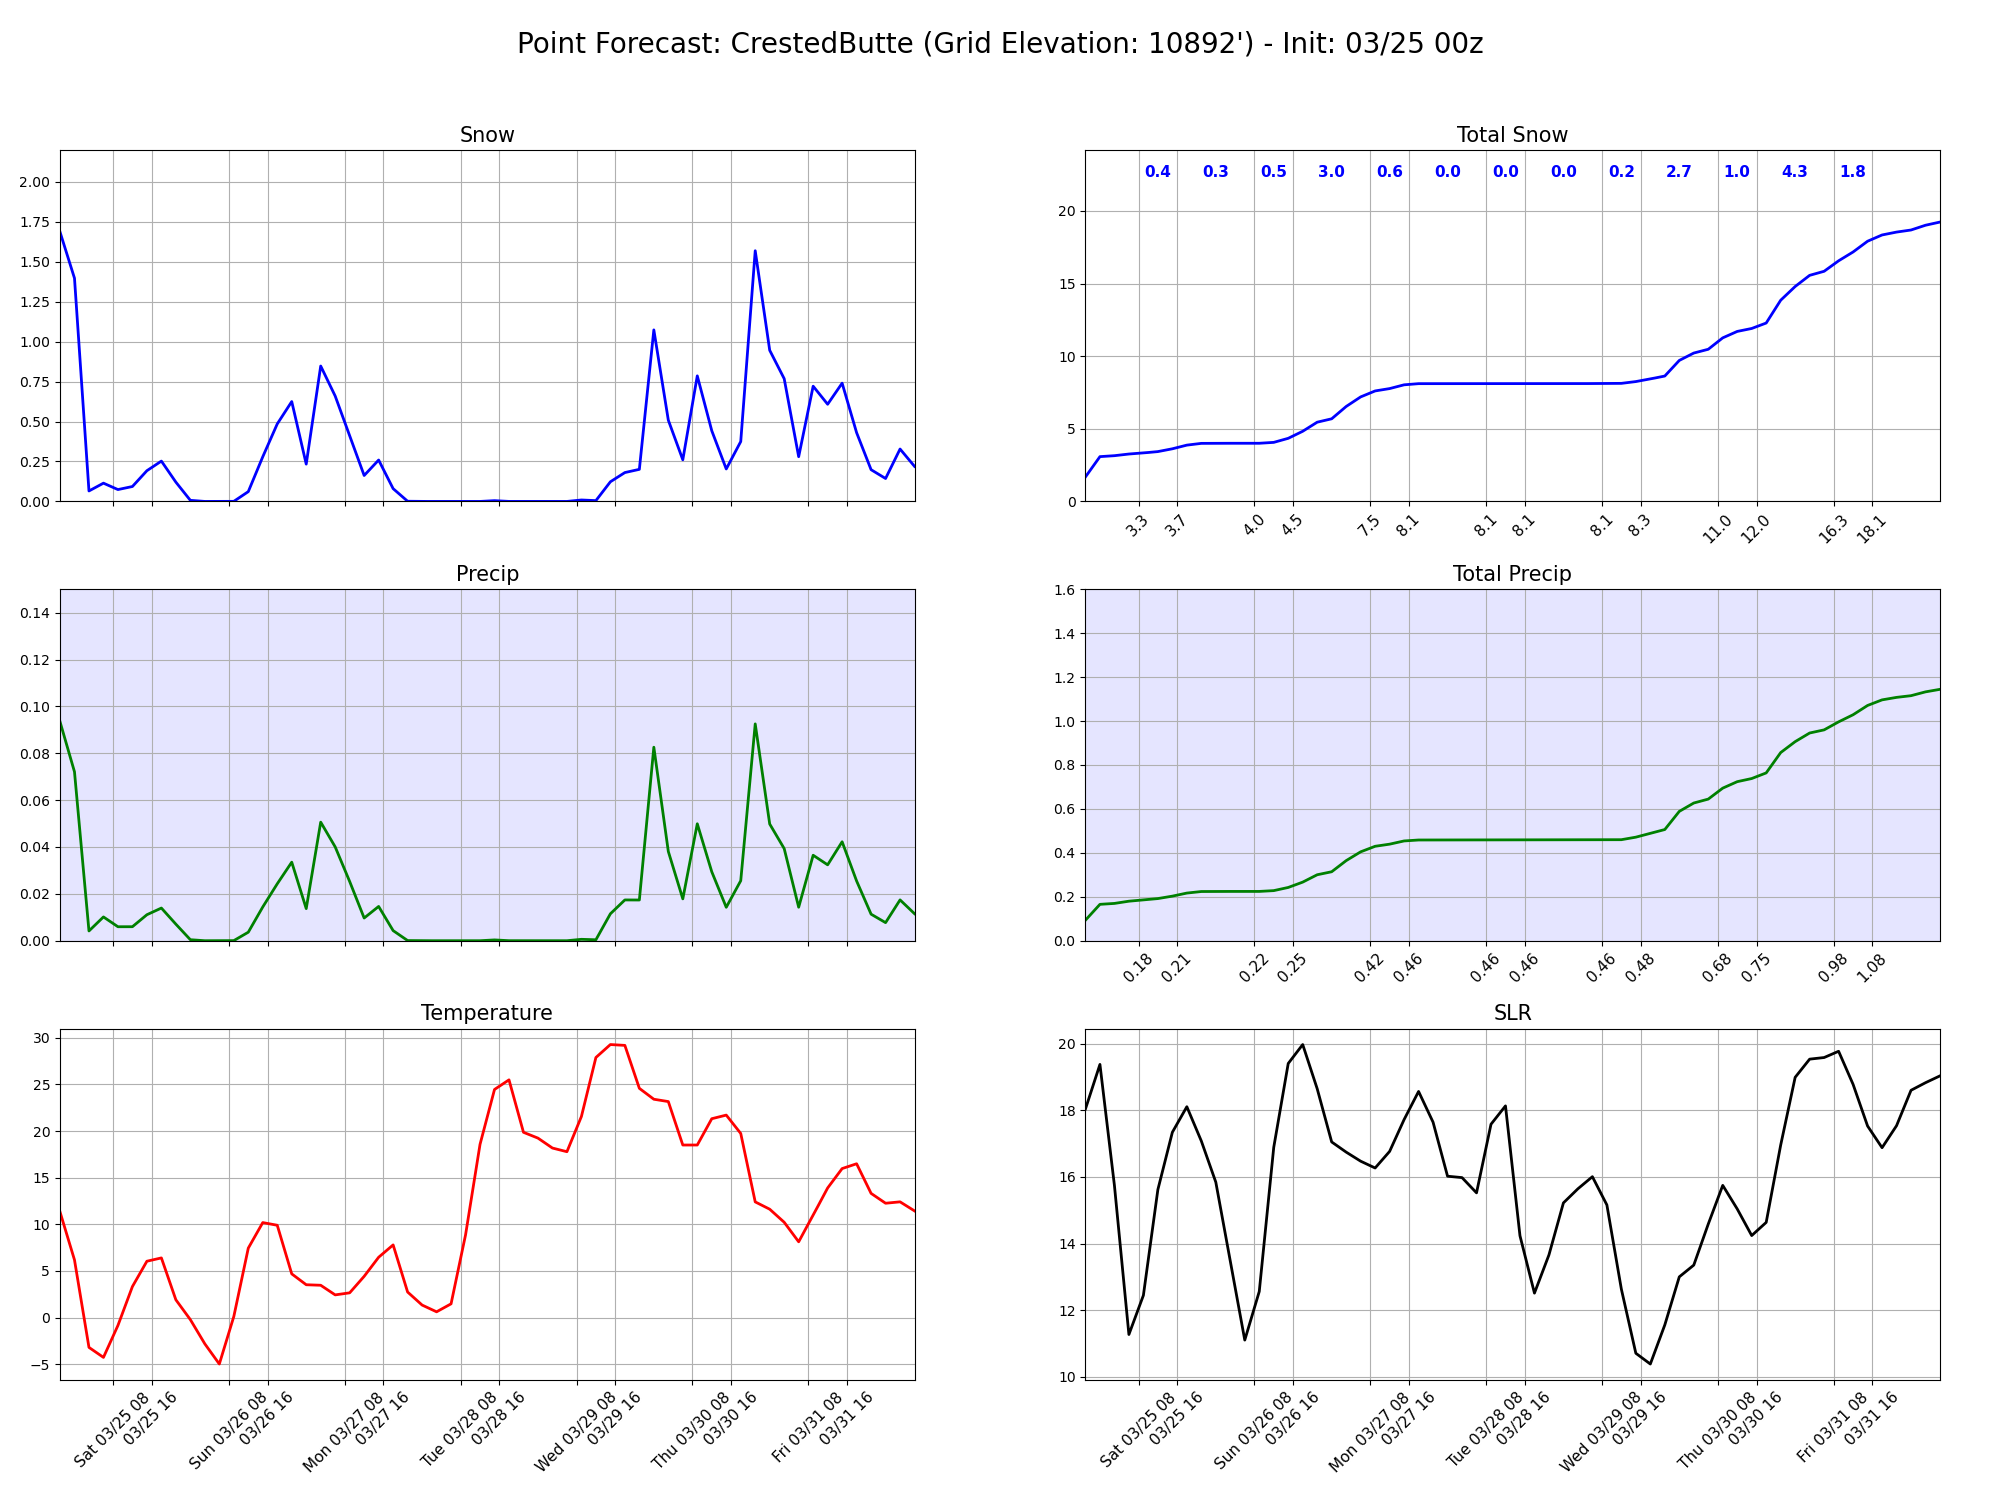 Point Forecast: CrestedButte (Grid Elevation: 10892') - Init: 03/25 00z
Snow
2.00
1.75
1.50
1.25
1.00
0.75
0.50
0.25
0.00
Total Snow
0.4 0.3 0.5 3.0 0.6 0.0 0.0 0.0 0.2 2.7 1.0 4.3 1.8
20
15
10
5
0
3.3 3.7 4.0 4.5 7.5 8.1 8.1 8.1 8.1 8.3 11.0 12.0 16.3 18.1
Precip
0.14
0.12
0.10
0.08
0.06
0.04
0.02
0.00
Total Precip
1.6
1.4
1.2
1.0
0.8
0.6
0.4
0.2
0.0
0.18 0.21 0.22 0.25 0.42 0.46 0.46 0.46 0.46 0.48 0.68 0.75 0.98 1.08
Temperature
30
25
20
15
10
5
0
−5
Sat 03/25 08
03/25 16
Sun 03/26 08
03/26 16
Mon 03/27 08
03/27 16
Tue 03/28 08
03/28 16
Wed 03/29 08
03/29 16
Thu 03/30 08
03/30 16
Fri 03/31 08
03/31 16
SLR
20
18
16
14
12
10
Sat 03/25 08
03/25 16
Sun 03/26 08
03/26 16
Mon 03/27 08
03/27 16
Tue 03/28 08
03/28 16
Wed 03/29 08
03/29 16
Thu 03/30 08
03/30 16
Fri 03/31 08
03/31 16